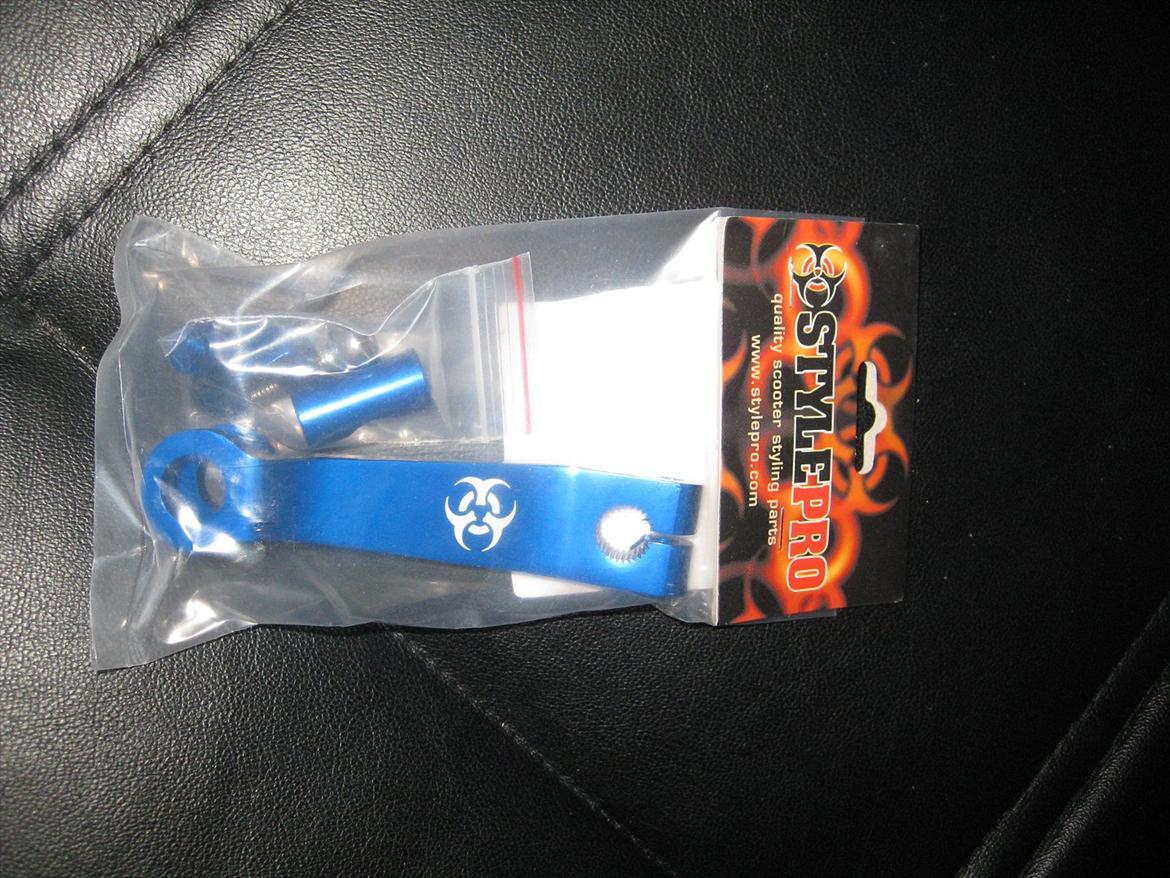 STYLEPRO
quality scooter styling parts
www.stylepro.com